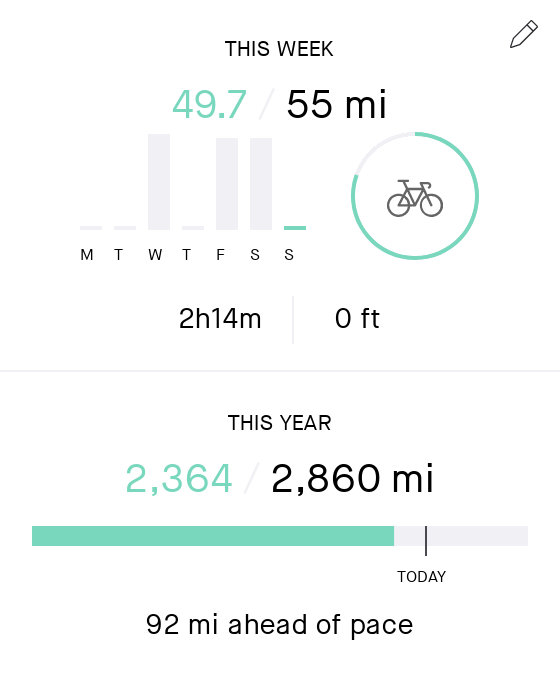 THIS WEEK
49.7 / 55 mi
M T W T F S S
2h14m 0 ft
THIS YEAR
2,364 / 2,860 mi
TODAY
92 mi ahead of pace